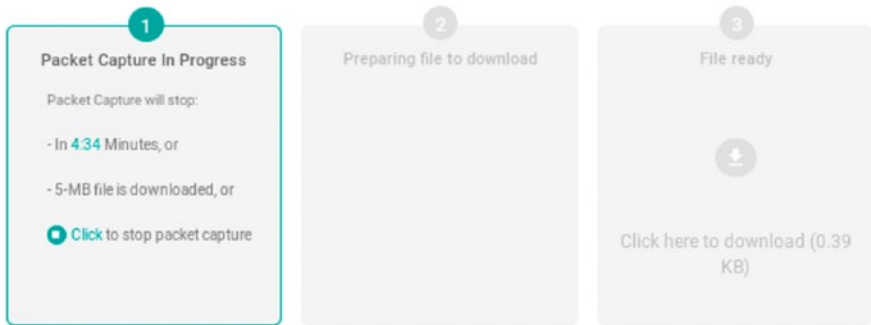 1
Packet Capture In Progress
Packet Capture will stop:
- In 4:34 Minutes, or
- 5-MB file is downloaded, or
Click to stop packet capture
2
Preparing file to download
3
File ready
Click here to download (0.39
KB)